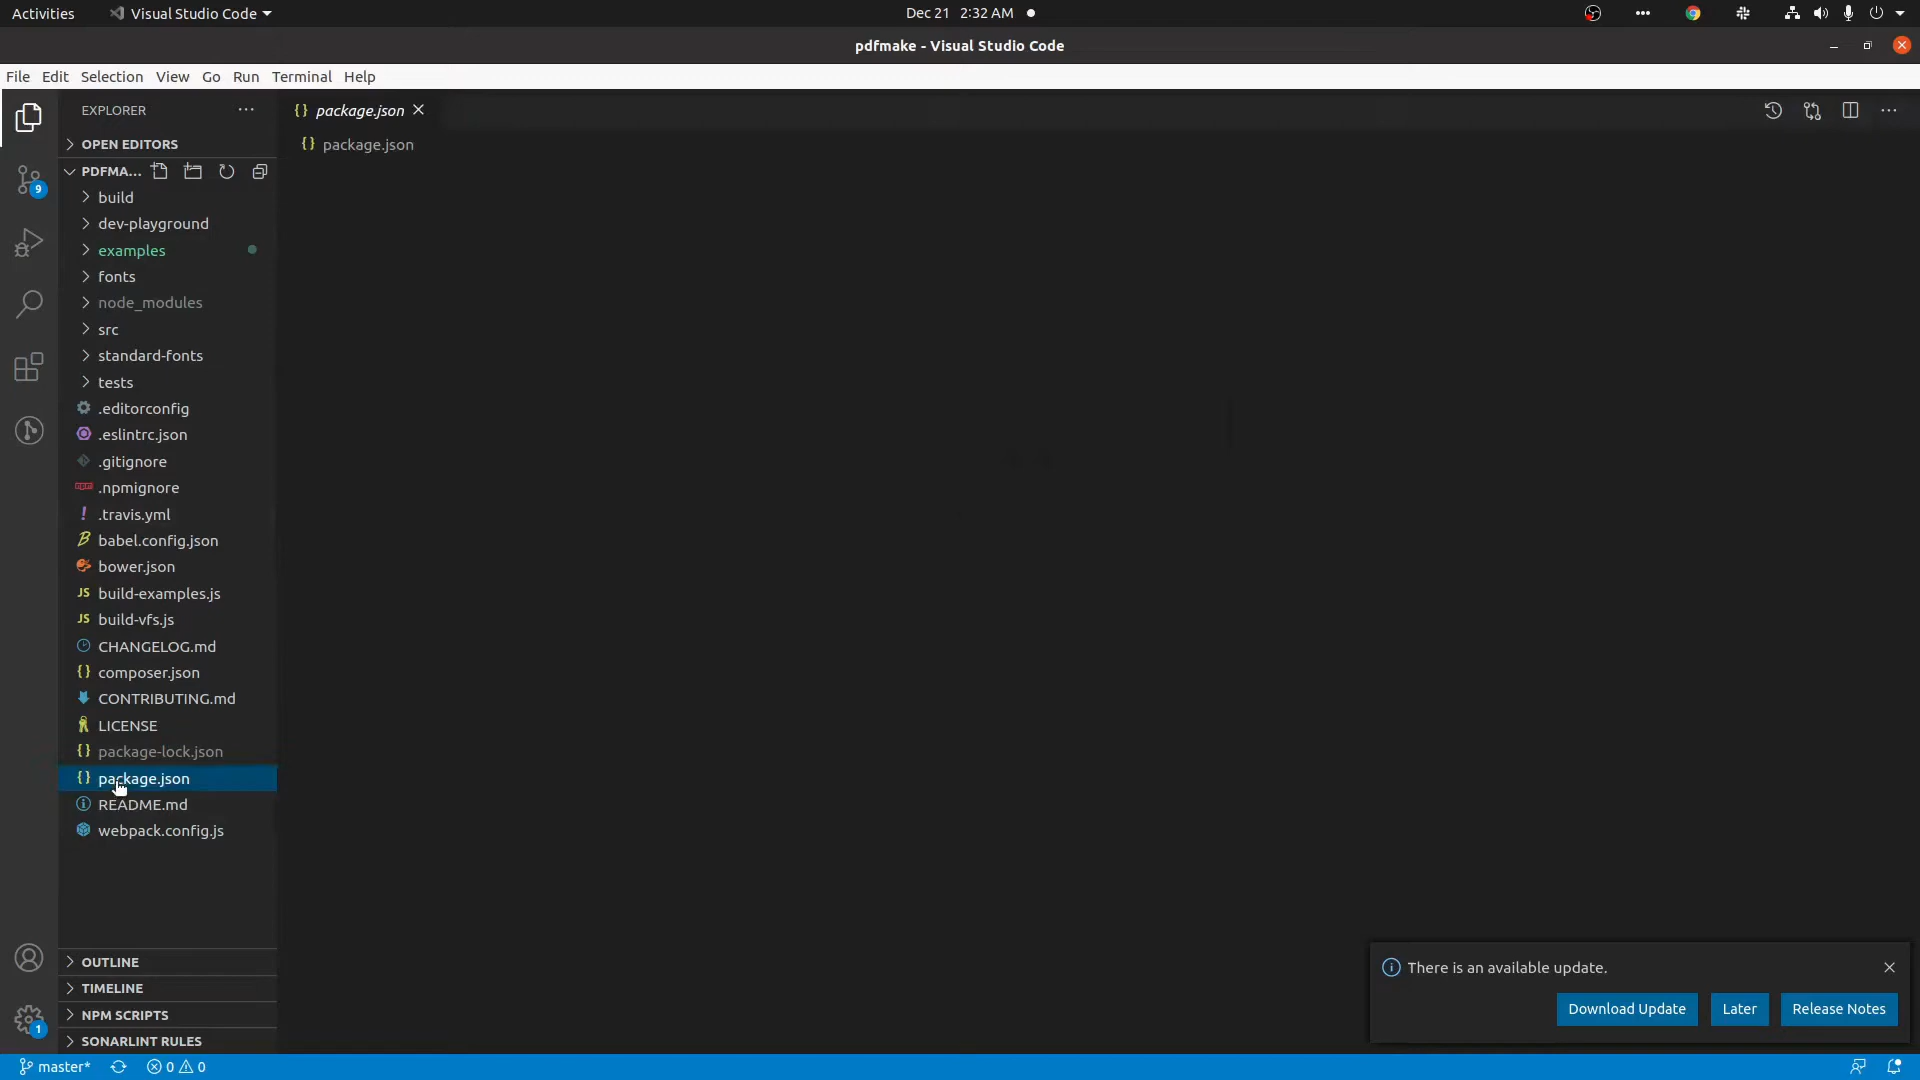 Activities Visual Studio Code Dec 21 2:32 AM
pdfmake - Visual Studio Code
File Edit Selection View Go Run Terminal Help
EXPLORER
package.json
OPEN EDITORS
package.json
PDFMA...
build
dev-playground
examples
fonts
node_modules
src
standard-fonts
tests
.editorconfig
.eslintrc.json
.gitignore
.npmignore
.travis.yml
babel.config.json
bower.json
JS build-examples.js
JS build-vfs.js
CHANGELOG.md
{} composer.json
CONTRIBUTING.md
LICENSE
{} package-lock.json
{} package.json
README.md
webpack.config.js
OUTLINE
TIMELINE
NPM SCRIPTS
SONARLINT RULES
9
1
There is an available update.
Download Update Later Release Notes
master* 0 0